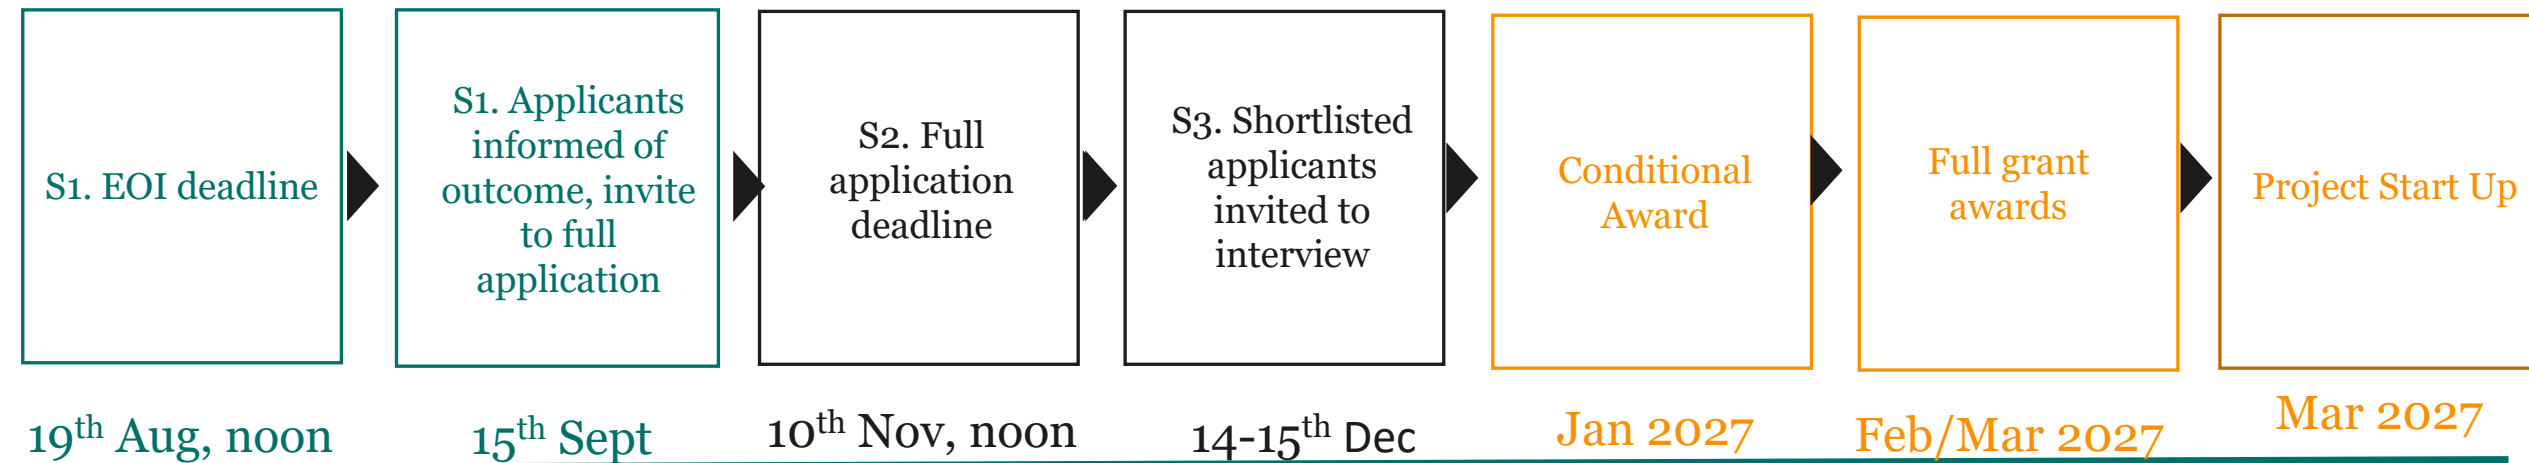 S1. EOI deadline
S1. Applicants
informed of
outcome, invite
to full
application
S2. Full
application
deadline
S3. Shortlisted
applicants
invited to
interview
Conditional
Award
Full grant
awards
Project Start Up
19th Aug, noon
15th Sept
10th Nov, noon
14-15th Dec
Jan 2027
Feb/Mar 2027
Mar 2027